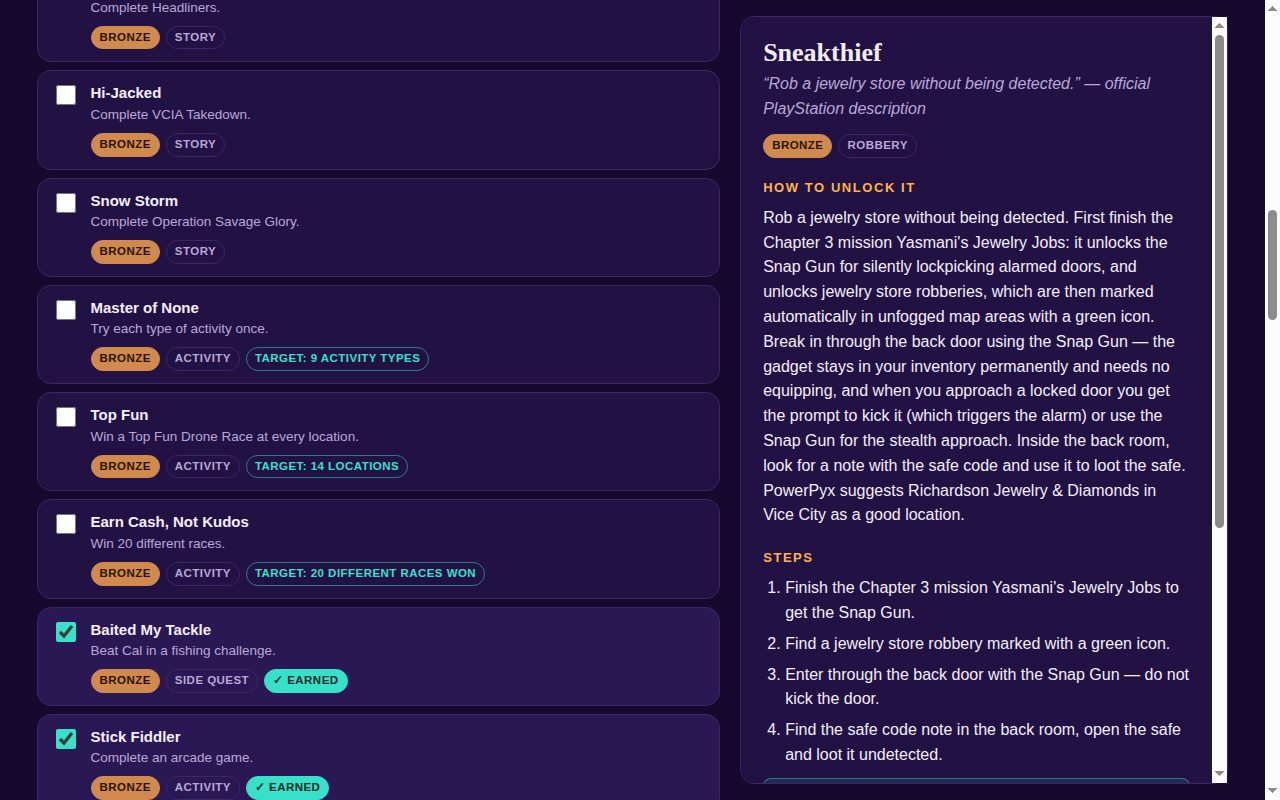 Complete Headliners.
BRONZE STORY
Hi-Jacked
Complete VCIA Takedown.
BRONZE STORY
Snow Storm
Complete Operation Savage Glory.
BRONZE STORY
Master of None
Try each type of activity once.
BRONZE ACTIVITY TARGET: 9 ACTIVITY TYPES
Top Fun
Win a Top Fun Drone Race at every location.
BRONZE ACTIVITY TARGET: 14 LOCATIONS
Earn Cash, Not Kudos
Win 20 different races.
BRONZE ACTIVITY TARGET: 20 DIFFERENT RACES WON
Baited My Tackle
Beat Cal in a fishing challenge.
BRONZE SIDE QUEST ✓ EARNED
Stick Fiddler
Complete an arcade game.
BRONZE ACTIVITY ✓ EARNED
Sneakthief
“Rob a jewelry store without being detected.” — official
PlayStation description
BRONZE ROBBERY
HOW TO UNLOCK IT
Rob a jewelry store without being detected. First finish the
Chapter 3 mission Yasmani's Jewelry Jobs: it unlocks the
Snap Gun for silently lockpicking alarmed doors, and
unlocks jewelry store robberies, which are then marked
automatically in unfogged map areas with a green icon.
Break in through the back door using the Snap Gun — the
gadget stays in your inventory permanently and needs no
equipping, and when you approach a locked door you get
the prompt to kick it (which triggers the alarm) or use the
Snap Gun for the stealth approach. Inside the back room,
look for a note with the safe code and use it to loot the safe.
PowerPyx suggests Richardson Jewelry & Diamonds in
Vice City as a good location.
STEPS
1. Finish the Chapter 3 mission Yasmani's Jewelry Jobs to
get the Snap Gun.
2. Find a jewelry store robbery marked with a green icon.
3. Enter through the back door with the Snap Gun — do not
kick the door.
4. Find the safe code note in the back room, open the safe
and loot it undetected.